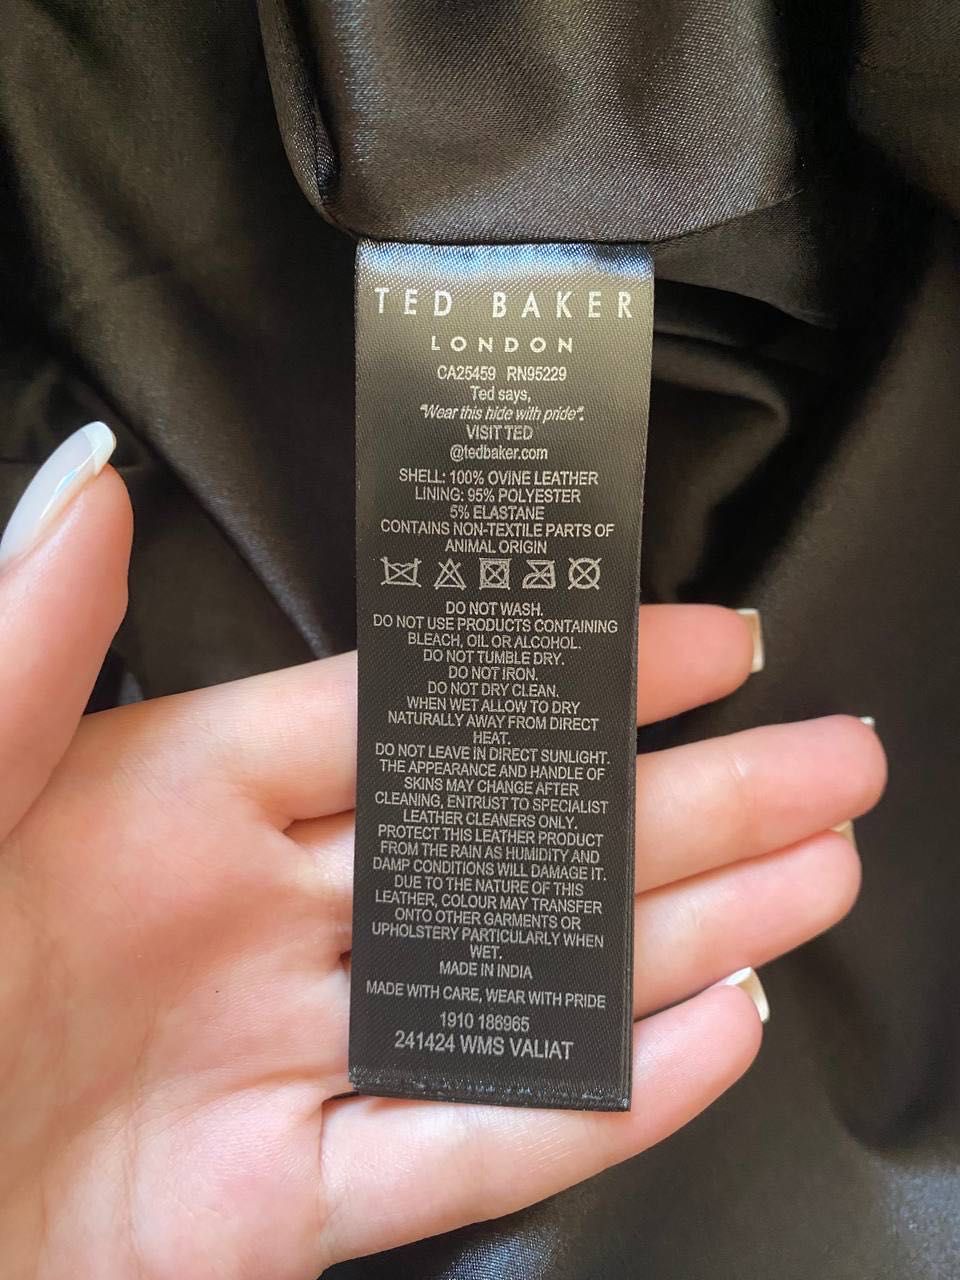 TED BAKER
LONDON
CA25459 RN95229
Ted says,
"Wear this hide with pride".
VISIT TED
@tedbaker.com
SHELL: 100% OVINE LEATHER
LINING: 95% POLYESTER
5% ELASTANE
CONTAINS NON-TEXTILE PARTS OF
ANIMAL ORIGIN
DO NOT WASH.
DO NOT USE PRODUCTS CONTAINING
BLEACH, OIL OR ALCOHOL.
DO NOT TUMBLE DRY.
DO NOT IRON.
DO NOT DRY CLEAN.
WHEN WET ALLOW TO DRY
NATURALLY AWAY FROM DIRECT
HEAT.
DO NOT LEAVE IN DIRECT SUNLIGHT.
THE APPEARANCE AND HANDLE OF
SKINS MAY CHANGE AFTER
CLEANING, ENTRUST TO SPECIALIST
LEATHER CLEANERS ONLY.
PROTECT THIS LEATHER PRODUCT
FROM THE RAIN AS HUMIDITY AND
DAMP CONDITIONS WILL DAMAGE IT.
DUE TO THE NATURE OF THIS
LEATHER, COLOUR MAY TRANSFER
ONTO OTHER GARMENTS OR
UPHOLSTERY PARTICULARLY WHEN
WET.
MADE IN INDIA
MADE WITH CARE, WEAR WITH PRIDE
1910 186965
241424 WMS VALIAT